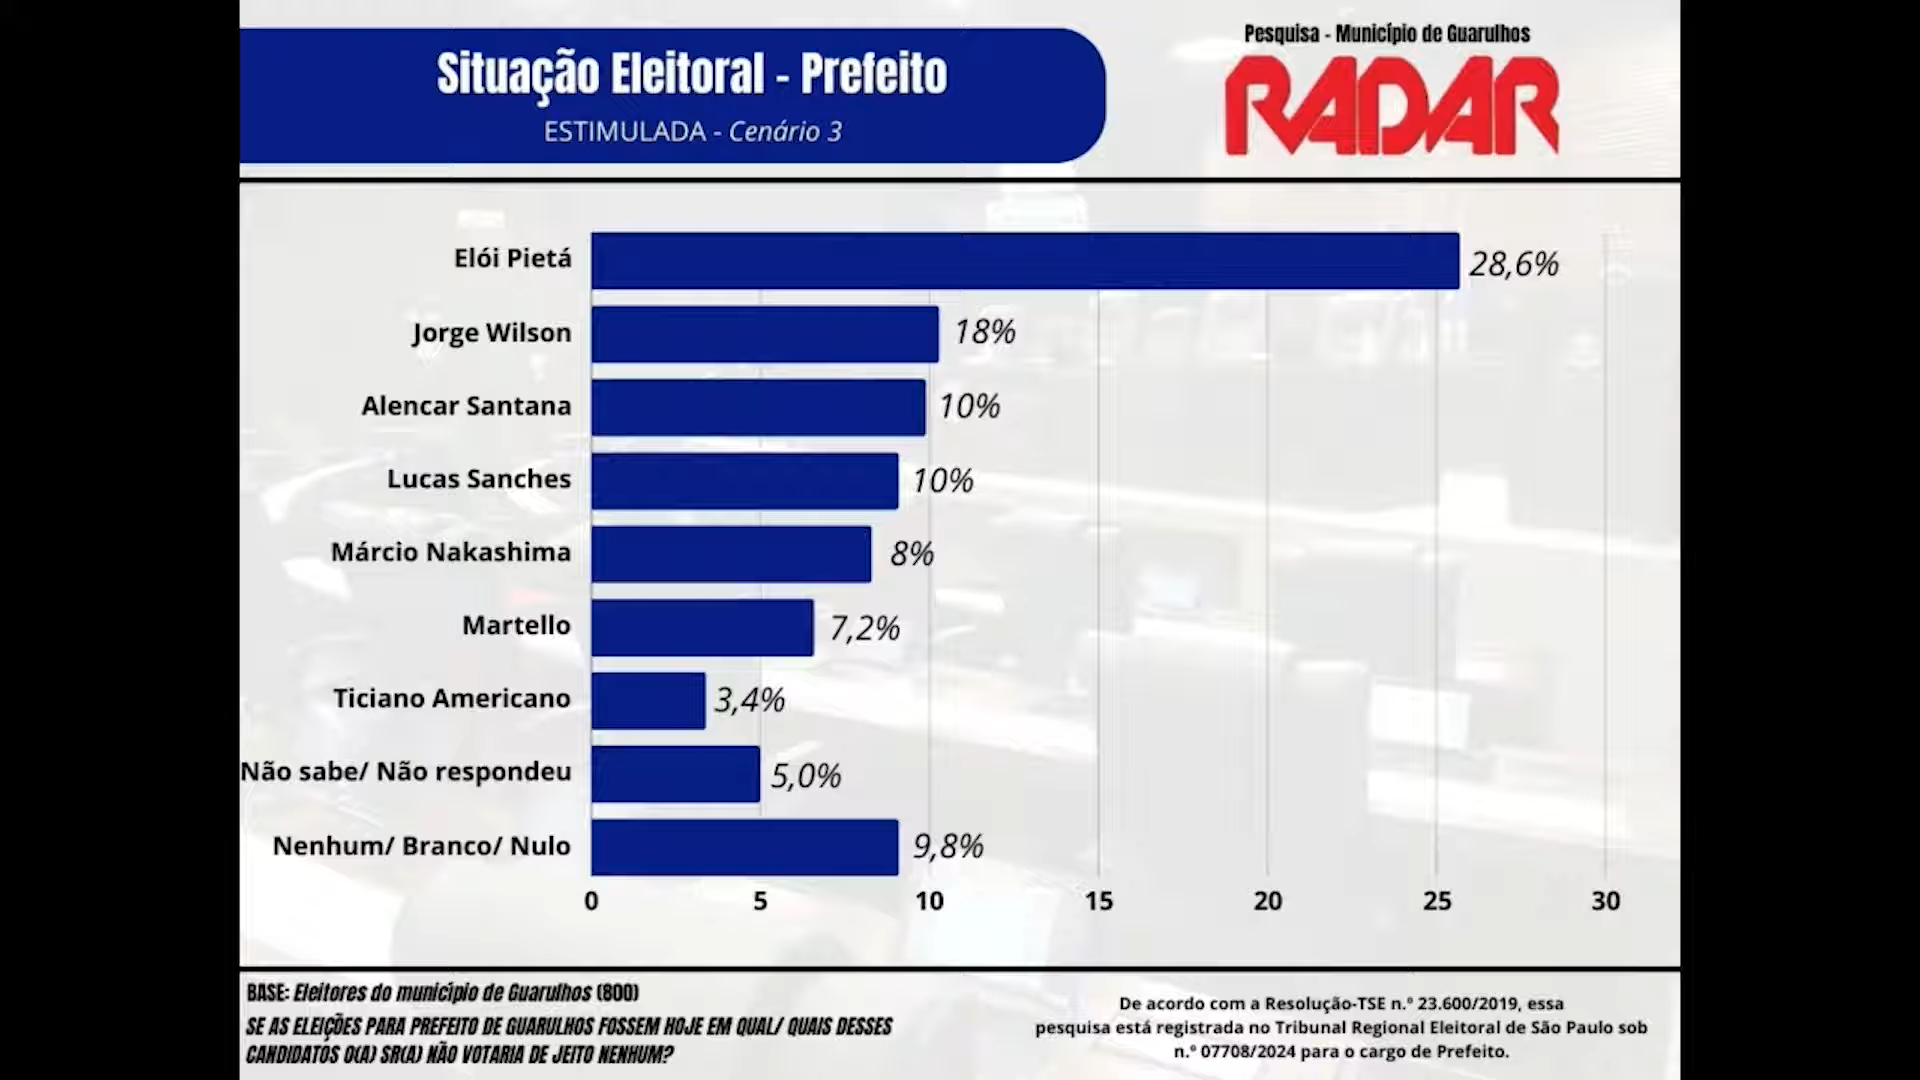 Situação Eleitoral - Prefeito
ESTIMULADA - Cenário 3
Pesquisa - Município de Guarulhos
RADAR
Elói Pietá 28,6%
Jorge Wilson 18%
Alencar Santana 10%
Lucas Sanches 10%
Márcio Nakashima 8%
Martello 7,2%
Ticiano Americano 3,4%
Não sabe/ Não respondeu 5,0%
Nenhum/ Branco/ Nulo 9,8%
0 5 10 15 20 25 30
BASE: Eleitores do município de Guarulhos (800)
SE AS ELEIÇÕES PARA PREFEITO DE GUARULHOS FOSSEM HOJE EM QUAL/ QUAIS DESSES
CANDIDATOS O(A) SR(A) NÃO VOTARIA DE JEITO NENHUM?
De acordo com a Resolução-TSE n.º 23.600/2019, essa
pesquisa está registrada no Tribunal Regional Eleitoral de São Paulo sob
n.º 07708/2024 para o cargo de Prefeito.